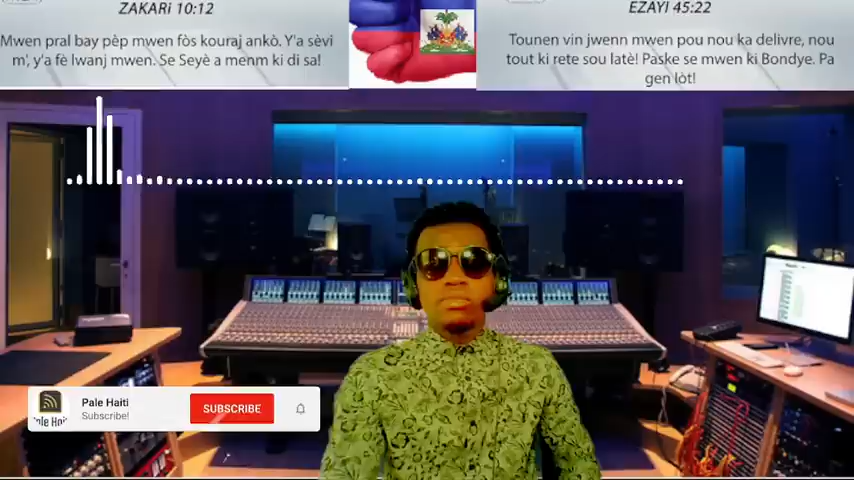 ZAKARi 10:12
Mwen pral bay pèp mwen fòs kouraj ankò. Y'a sèvi
m', y'a fè lwanj mwen. Se Seyè a menm ki di sa!
EZAYI 45:22
Tounen vin jwenn mwen pou nou ka delivre, nou
tout ki rete sou latè! Paske se mwen ki Bondye. Pa
gen lòt!
Pale Haiti
Subscribe!
SUBSCRIBE